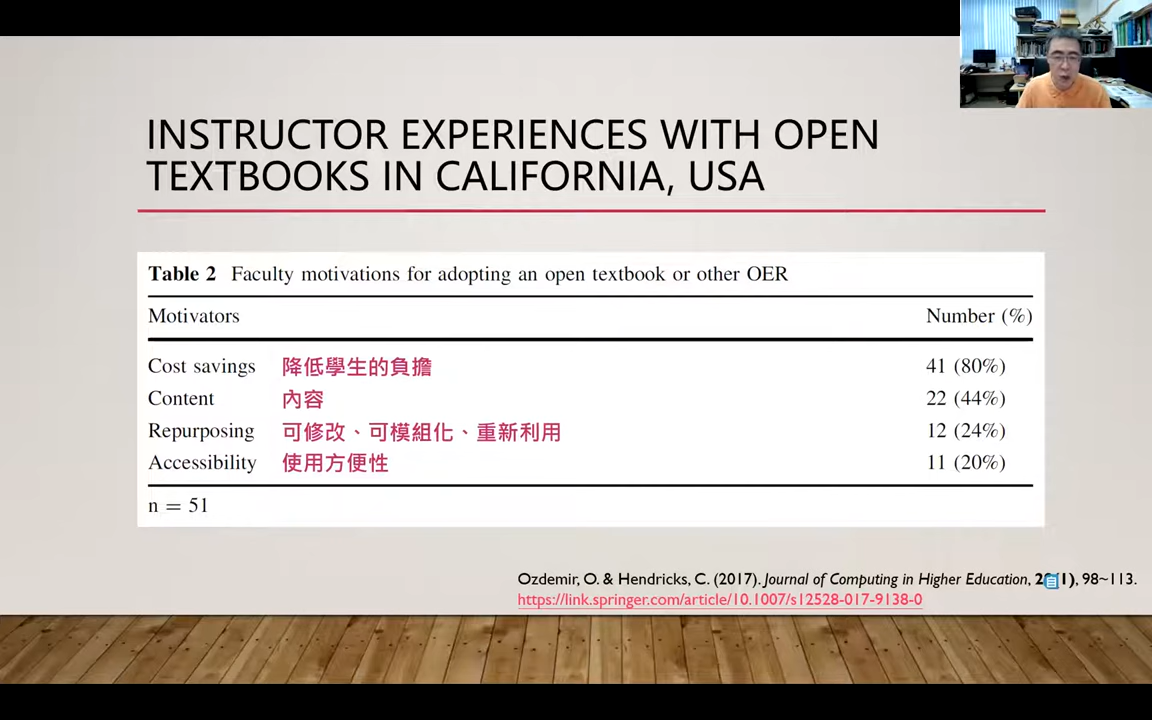 INSTRUCTOR EXPERIENCES WITH OPEN
TEXTBOOKS IN CALIFORNIA, USA
Table 2 Faculty motivations for adopting an open textbook or other OER
Motivators Number (%)
Cost savings 降低學生的負擔 41 (80%)
Content 內容 22 (44%)
Repurposing 可修改、可模組化、重新利用 12 (24%)
Accessibility 使用方便性 11 (20%)
n = 51
Ozdemir, O. & Hendricks, C. (2017). Journal of Computing in Higher Education, 98~113.
https://link.springer.com/article/10.1007/s12528-017-9138-0